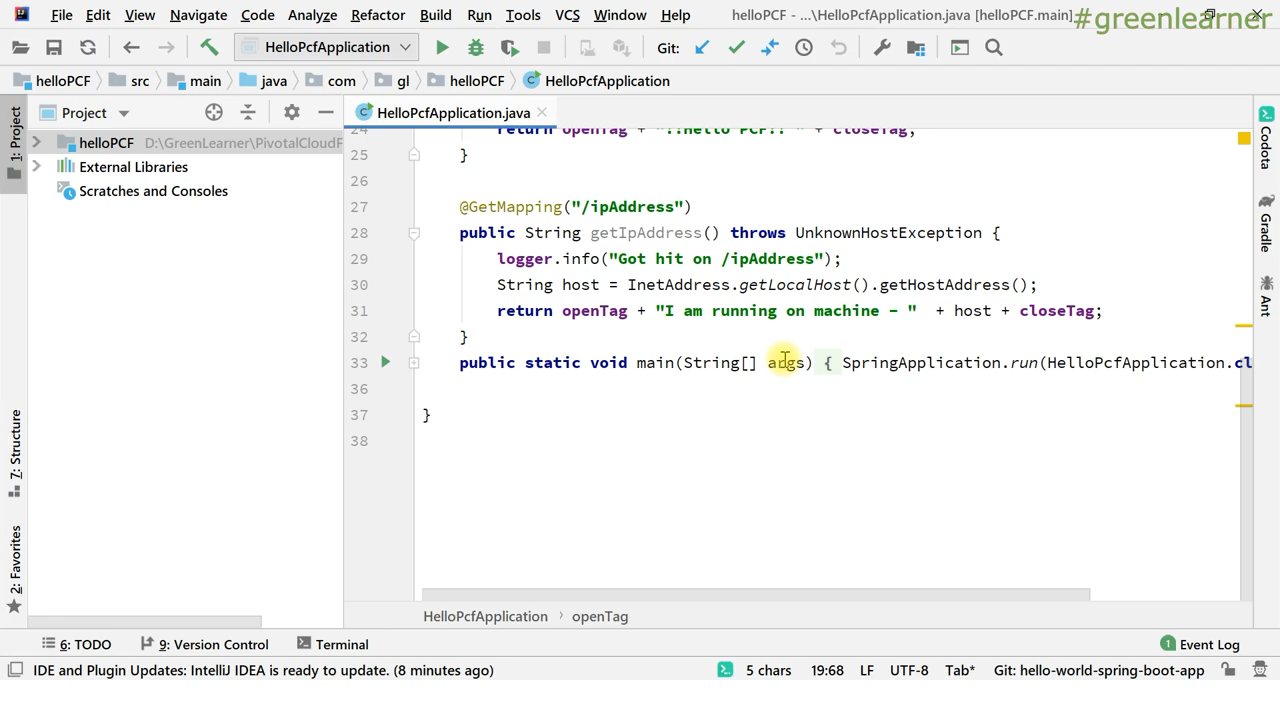 File Edit View Navigate Code Analyze Refactor Build Run Tools VCS Window Help helloPCF - ...\HelloPcfApplication.java [helloPCF.main] #greenlearner
HelloPcfApplication Git:
helloPCF src main java com gl helloPCF HelloPcfApplication
Project HelloPcfApplication.java
1: Project
7: Structure
2: Favorites
helloPCF D:\GreenLearner\PivotalCloudF
External Libraries
Scratches and Consoles
24 return openTag + "!!Hello PCF!! " + closeTag;
25 }
26
27 @GetMapping("/ipAddress")
28 public String getIpAddress() throws UnknownHostException {
29 logger.info("Got hit on /ipAddress");
30 String host = InetAddress.getLocalHost().getHostAddress();
31 return openTag + "I am running on machine - " + host + closeTag;
32 }
33 public static void main(String[] args) { SpringApplication.run(HelloPcfApplication.cl
36
37 }
38
Codota
Gradle
Ant
HelloPcfApplication openTag
6: TODO 9: Version Control Terminal 1 Event Log
IDE and Plugin Updates: IntelliJ IDEA is ready to update. (8 minutes ago) 5 chars 19:68 LF UTF-8 Tab* Git: hello-world-spring-boot-app